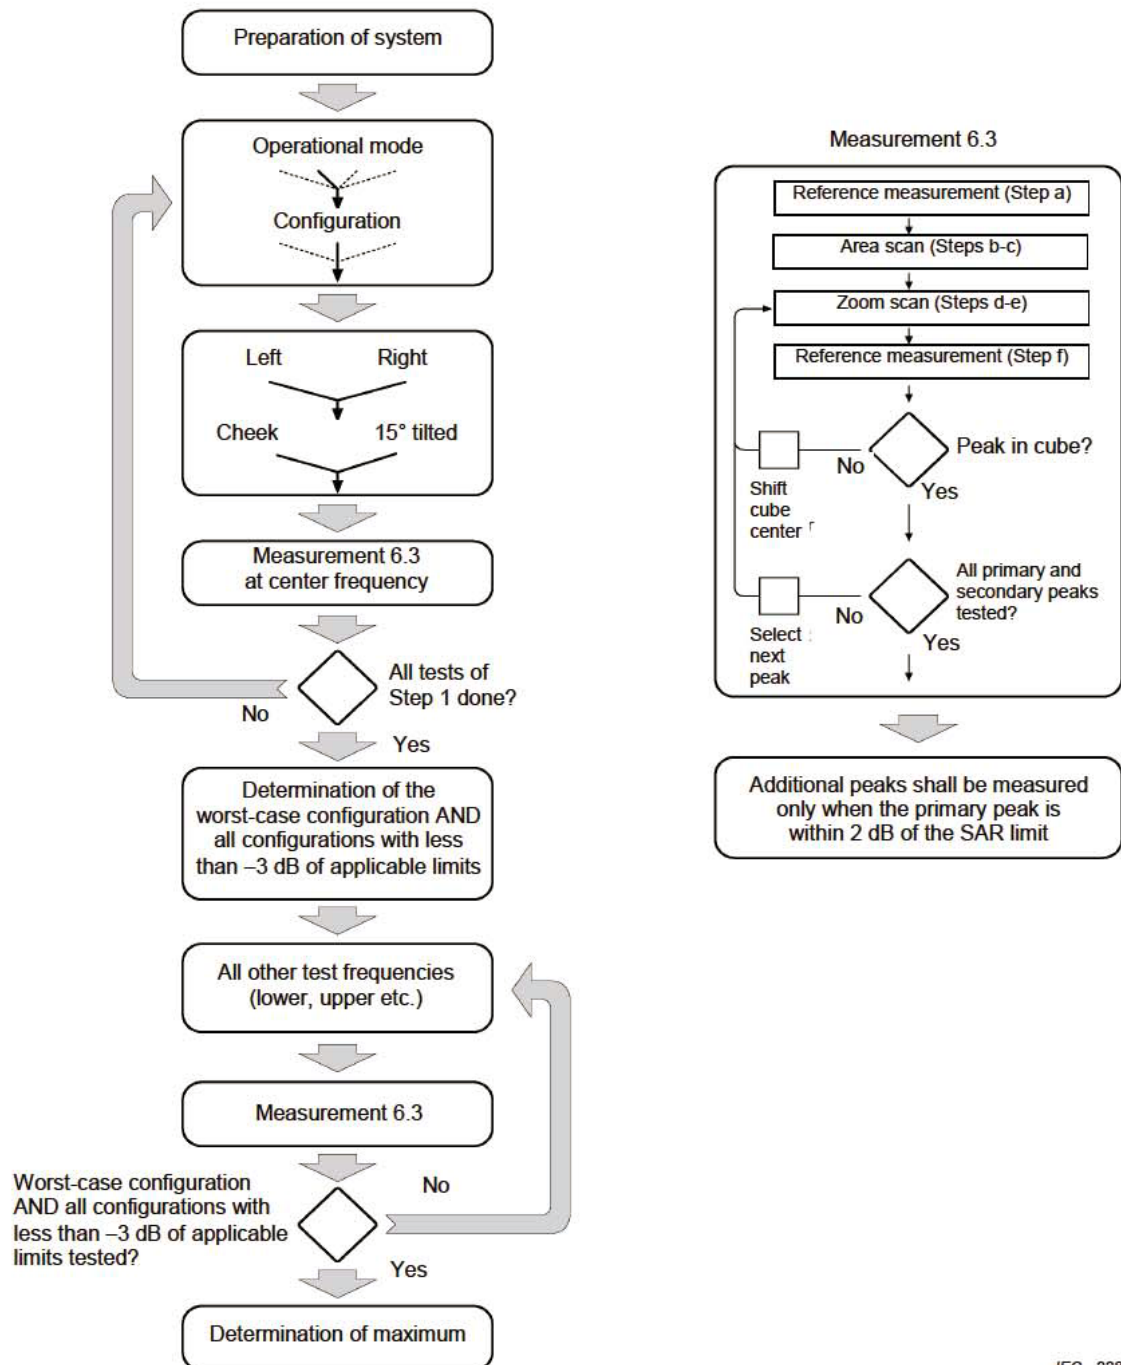 Preparation of system
Operational mode
Configuration
Left Right
Cheek 15° tilted
Measurement 6.3
at center frequency
All tests of
Step 1 done?
No
Yes
Determination of the
worst-case configuration AND
all configurations with less
than –3 dB of applicable limits
All other test frequencies
(lower, upper etc.)
Measurement 6.3
Worst-case configuration
AND all configurations with
less than –3 dB of applicable
limits tested?
No
Yes
Determination of maximum
Measurement 6.3
Reference measurement (Step a)
Area scan (Steps b-c)
Zoom scan (Steps d-e)
Reference measurement (Step f)
Peak in cube?
No
Yes
Shift
cube
center
All primary and
secondary peaks
tested?
No
Yes
Select
next
peak
Additional peaks shall be measured
only when the primary peak is
within 2 dB of the SAR limit